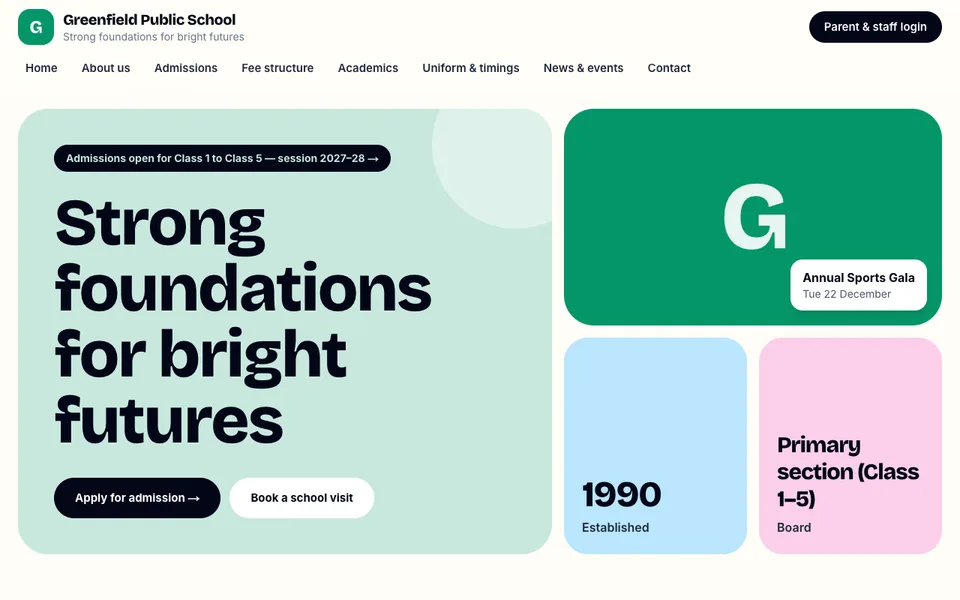 G
Greenfield Public School
Strong foundations for bright futures
Parent & staff login
Home
About us
Admissions
Fee structure
Academics
Uniform & timings
News & events
Contact
Admissions open for Class 1 to Class 5 — session 2027–28 →
Strong
foundations
for bright
futures
Apply for admission →
Book a school visit
G
Annual Sports Gala
Tue 22 December
1990
Established
Primary
section (Class
1–5)
Board